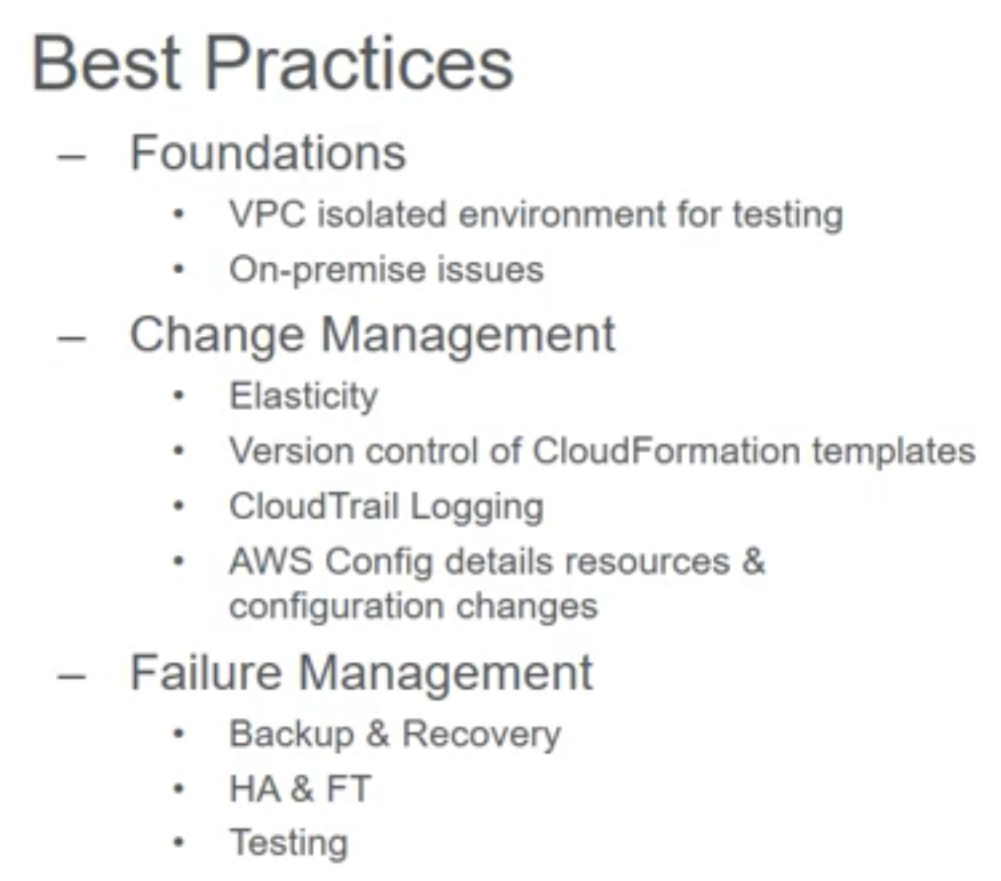 Best Practices
– Foundations
• VPC isolated environment for testing
• On-premise issues
– Change Management
• Elasticity
• Version control of CloudFormation templates
• CloudTrail Logging
• AWS Config details resources &
configuration changes
– Failure Management
• Backup & Recovery
• HA & FT
• Testing